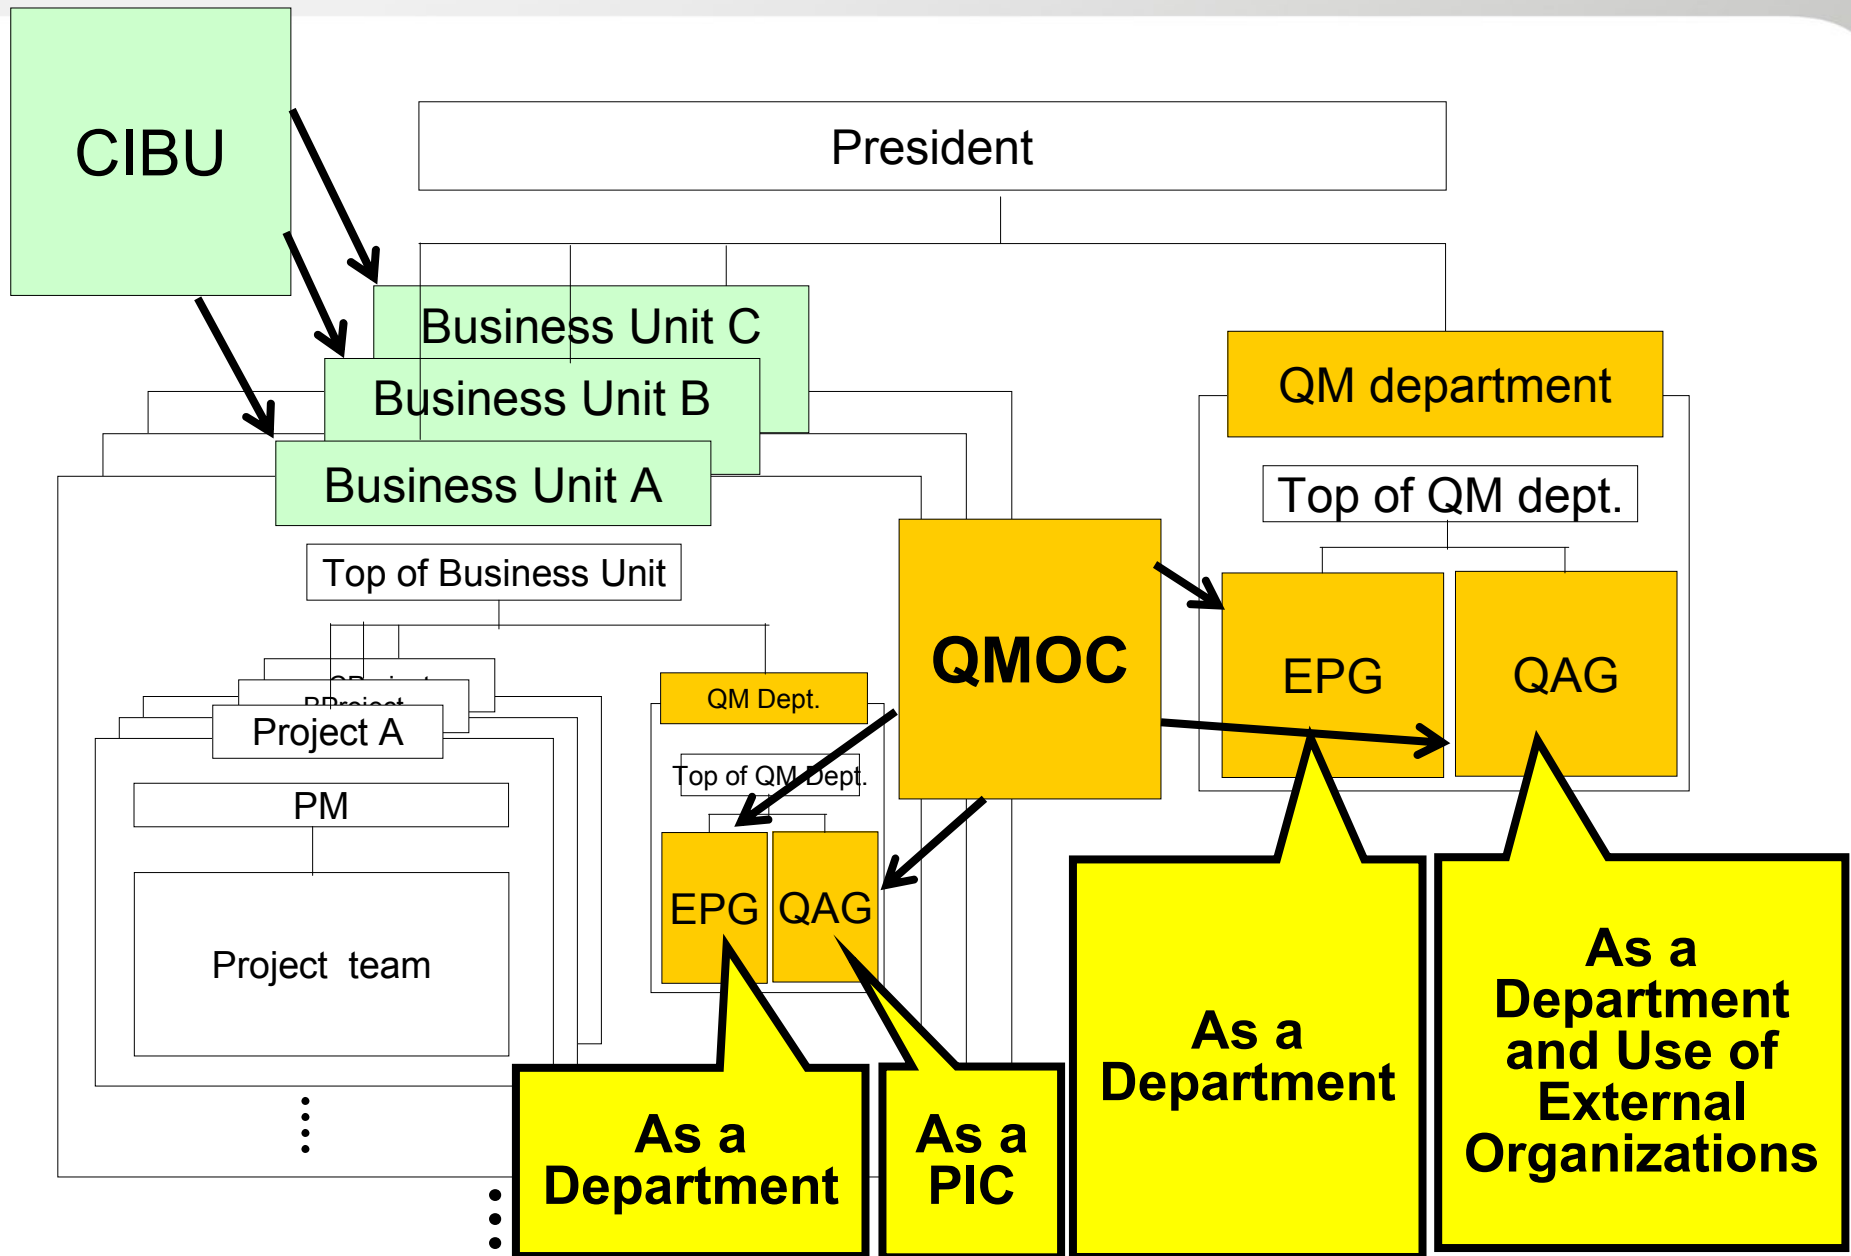 CIBU
President
Business Unit C
Business Unit B
Business Unit A
QM department
Top of QM dept.
Top of Business Unit
QMOC
EPG
QAG
Project A
QM Dept.
Top of QM Dept.
PM
EPG
QAG
Project team
As a
Department
As a
PIC
As a
Department
As a
Department
and Use of
External
Organizations